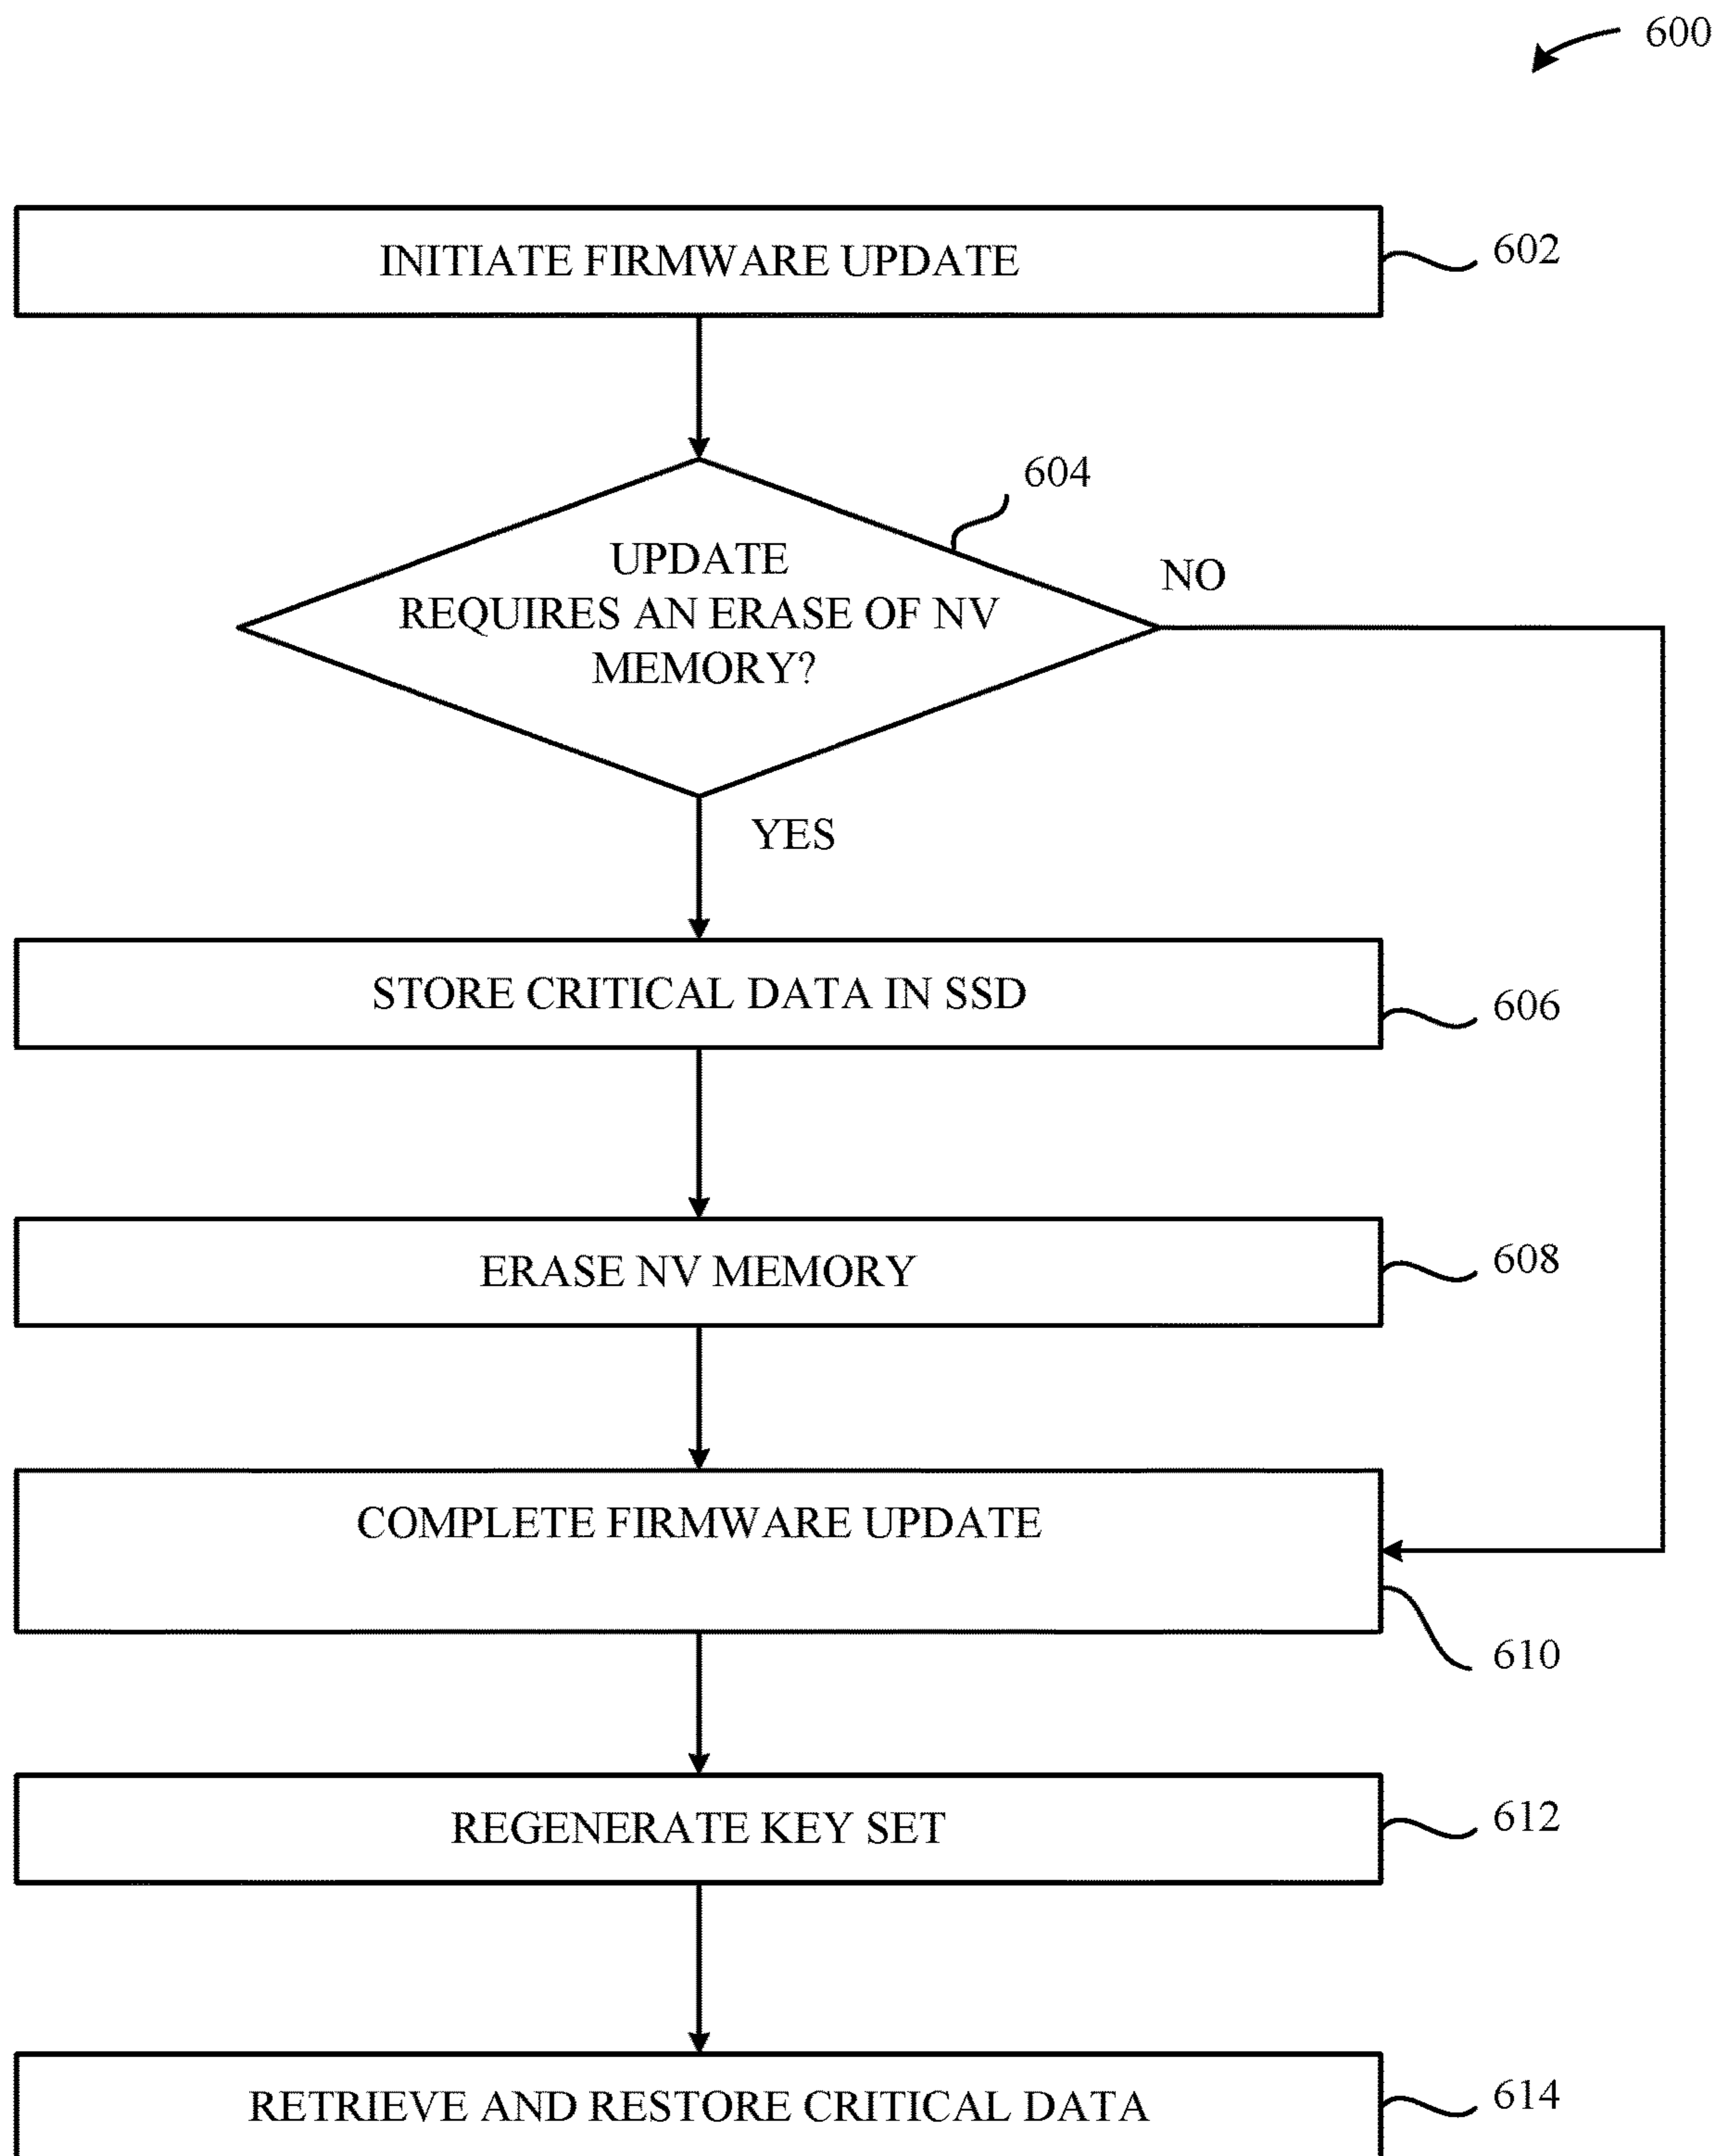 600
INITIATE FIRMWARE UPDATE
602
604
UPDATE
REQUIRES AN ERASE OF NV
MEMORY?
NO
YES
STORE CRITICAL DATA IN SSD
606
ERASE NV MEMORY
608
COMPLETE FIRMWARE UPDATE
610
REGENERATE KEY SET
612
RETRIEVE AND RESTORE CRITICAL DATA
614